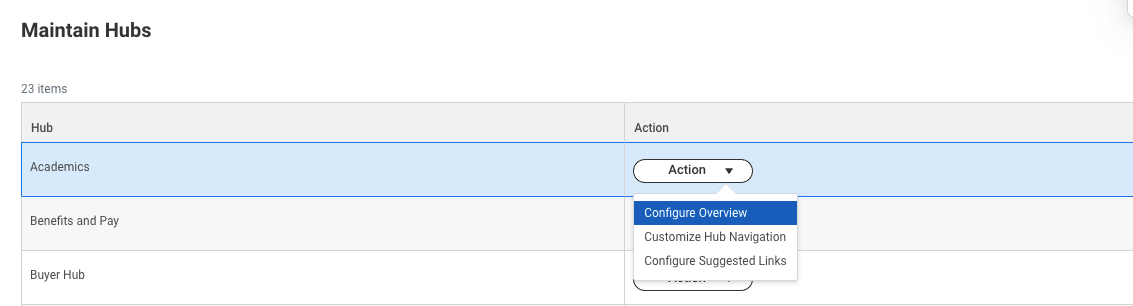 Maintain Hubs
23 items
Hub
Action
Academics
Action
Configure Overview
Customize Hub Navigation
Configure Suggested Links
Benefits and Pay
Buyer Hub